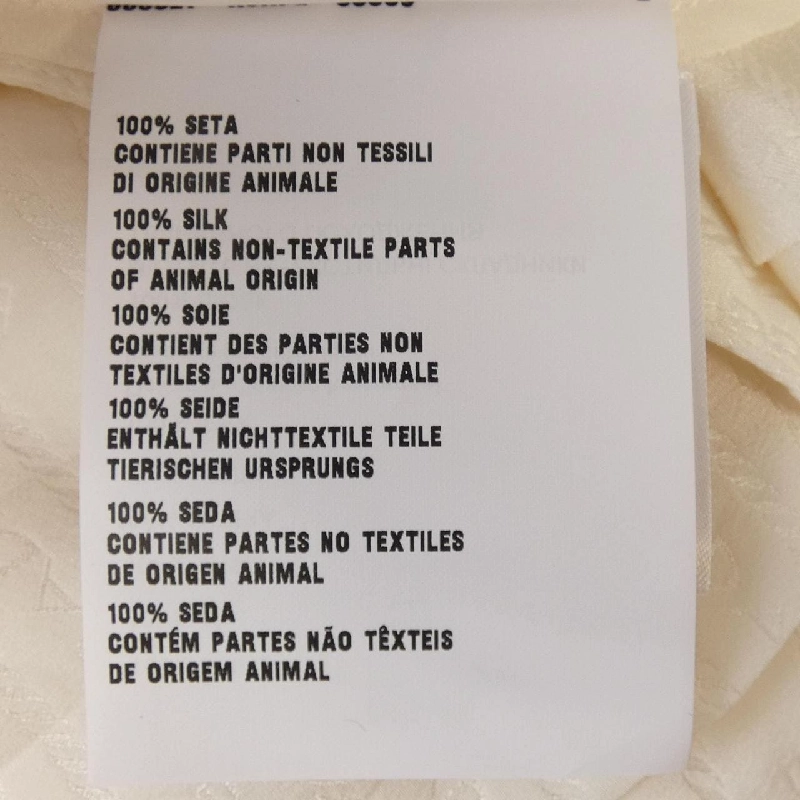 100% SETA
CONTIENE PARTI NON TESSILI
DI ORIGINE ANIMALE
100% SILK
CONTAINS NON-TEXTILE PARTS
OF ANIMAL ORIGIN
100% SOIE
CONTIENT DES PARTIES NON
TEXTILES D'ORIGINE ANIMALE
100% SEIDE
ENTHÄLT NICHTTEXTILE TEILE
TIERISCHEN URSPRUNGS
100% SEDA
CONTIENE PARTES NO TEXTILES
DE ORIGEN ANIMAL
100% SEDA
CONTÉM PARTES NÃO TÊXTEIS
DE ORIGEM ANIMAL